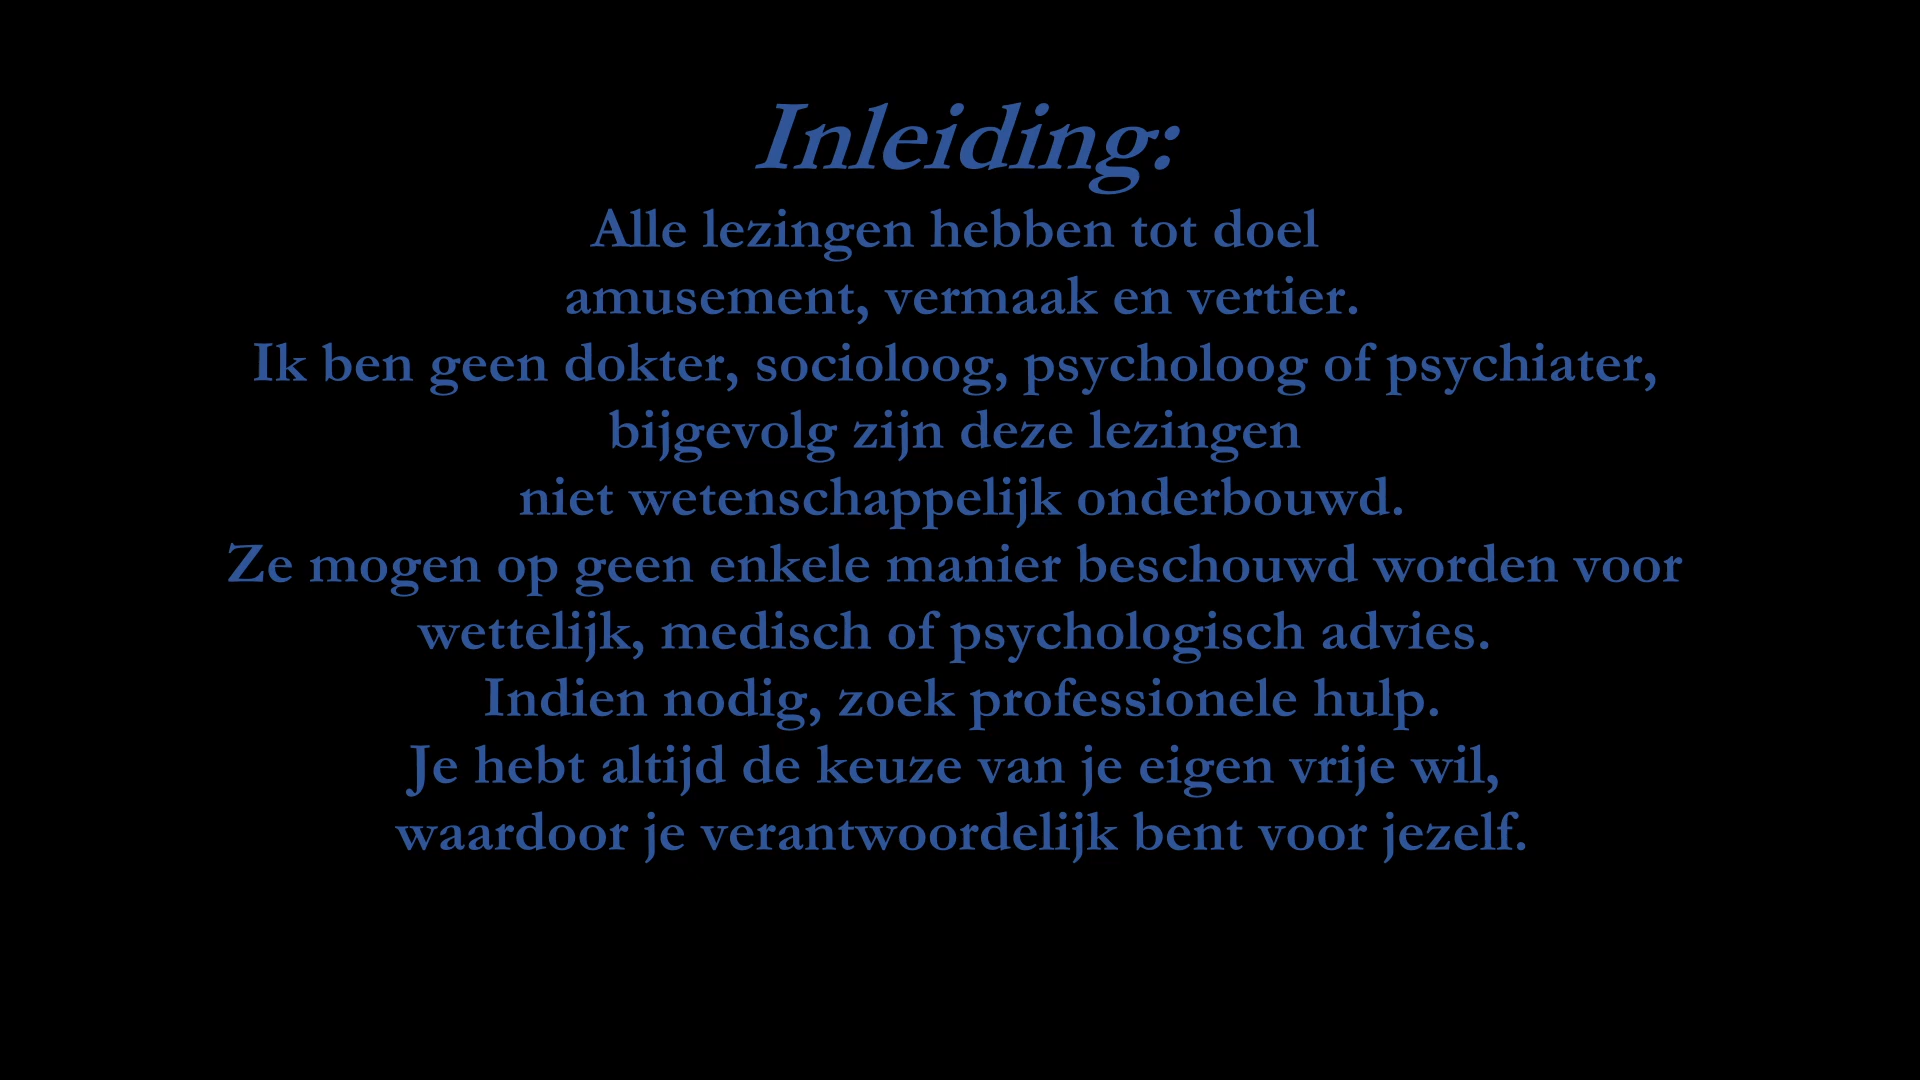 Inleiding:
Alle lezingen hebben tot doel
amusement, vermaak en vertier.
Ik ben geen dokter, socioloog, psycholoog of psychiater,
bijgevolg zijn deze lezingen
niet wetenschappelijk onderbouwd.
Ze mogen op geen enkele manier beschouwd worden voor
wettelijk, medisch of psychologisch advies.
Indien nodig, zoek professionele hulp.
Je hebt altijd de keuze van je eigen vrije wil,
waardoor je verantwoordelijk bent voor jezelf.